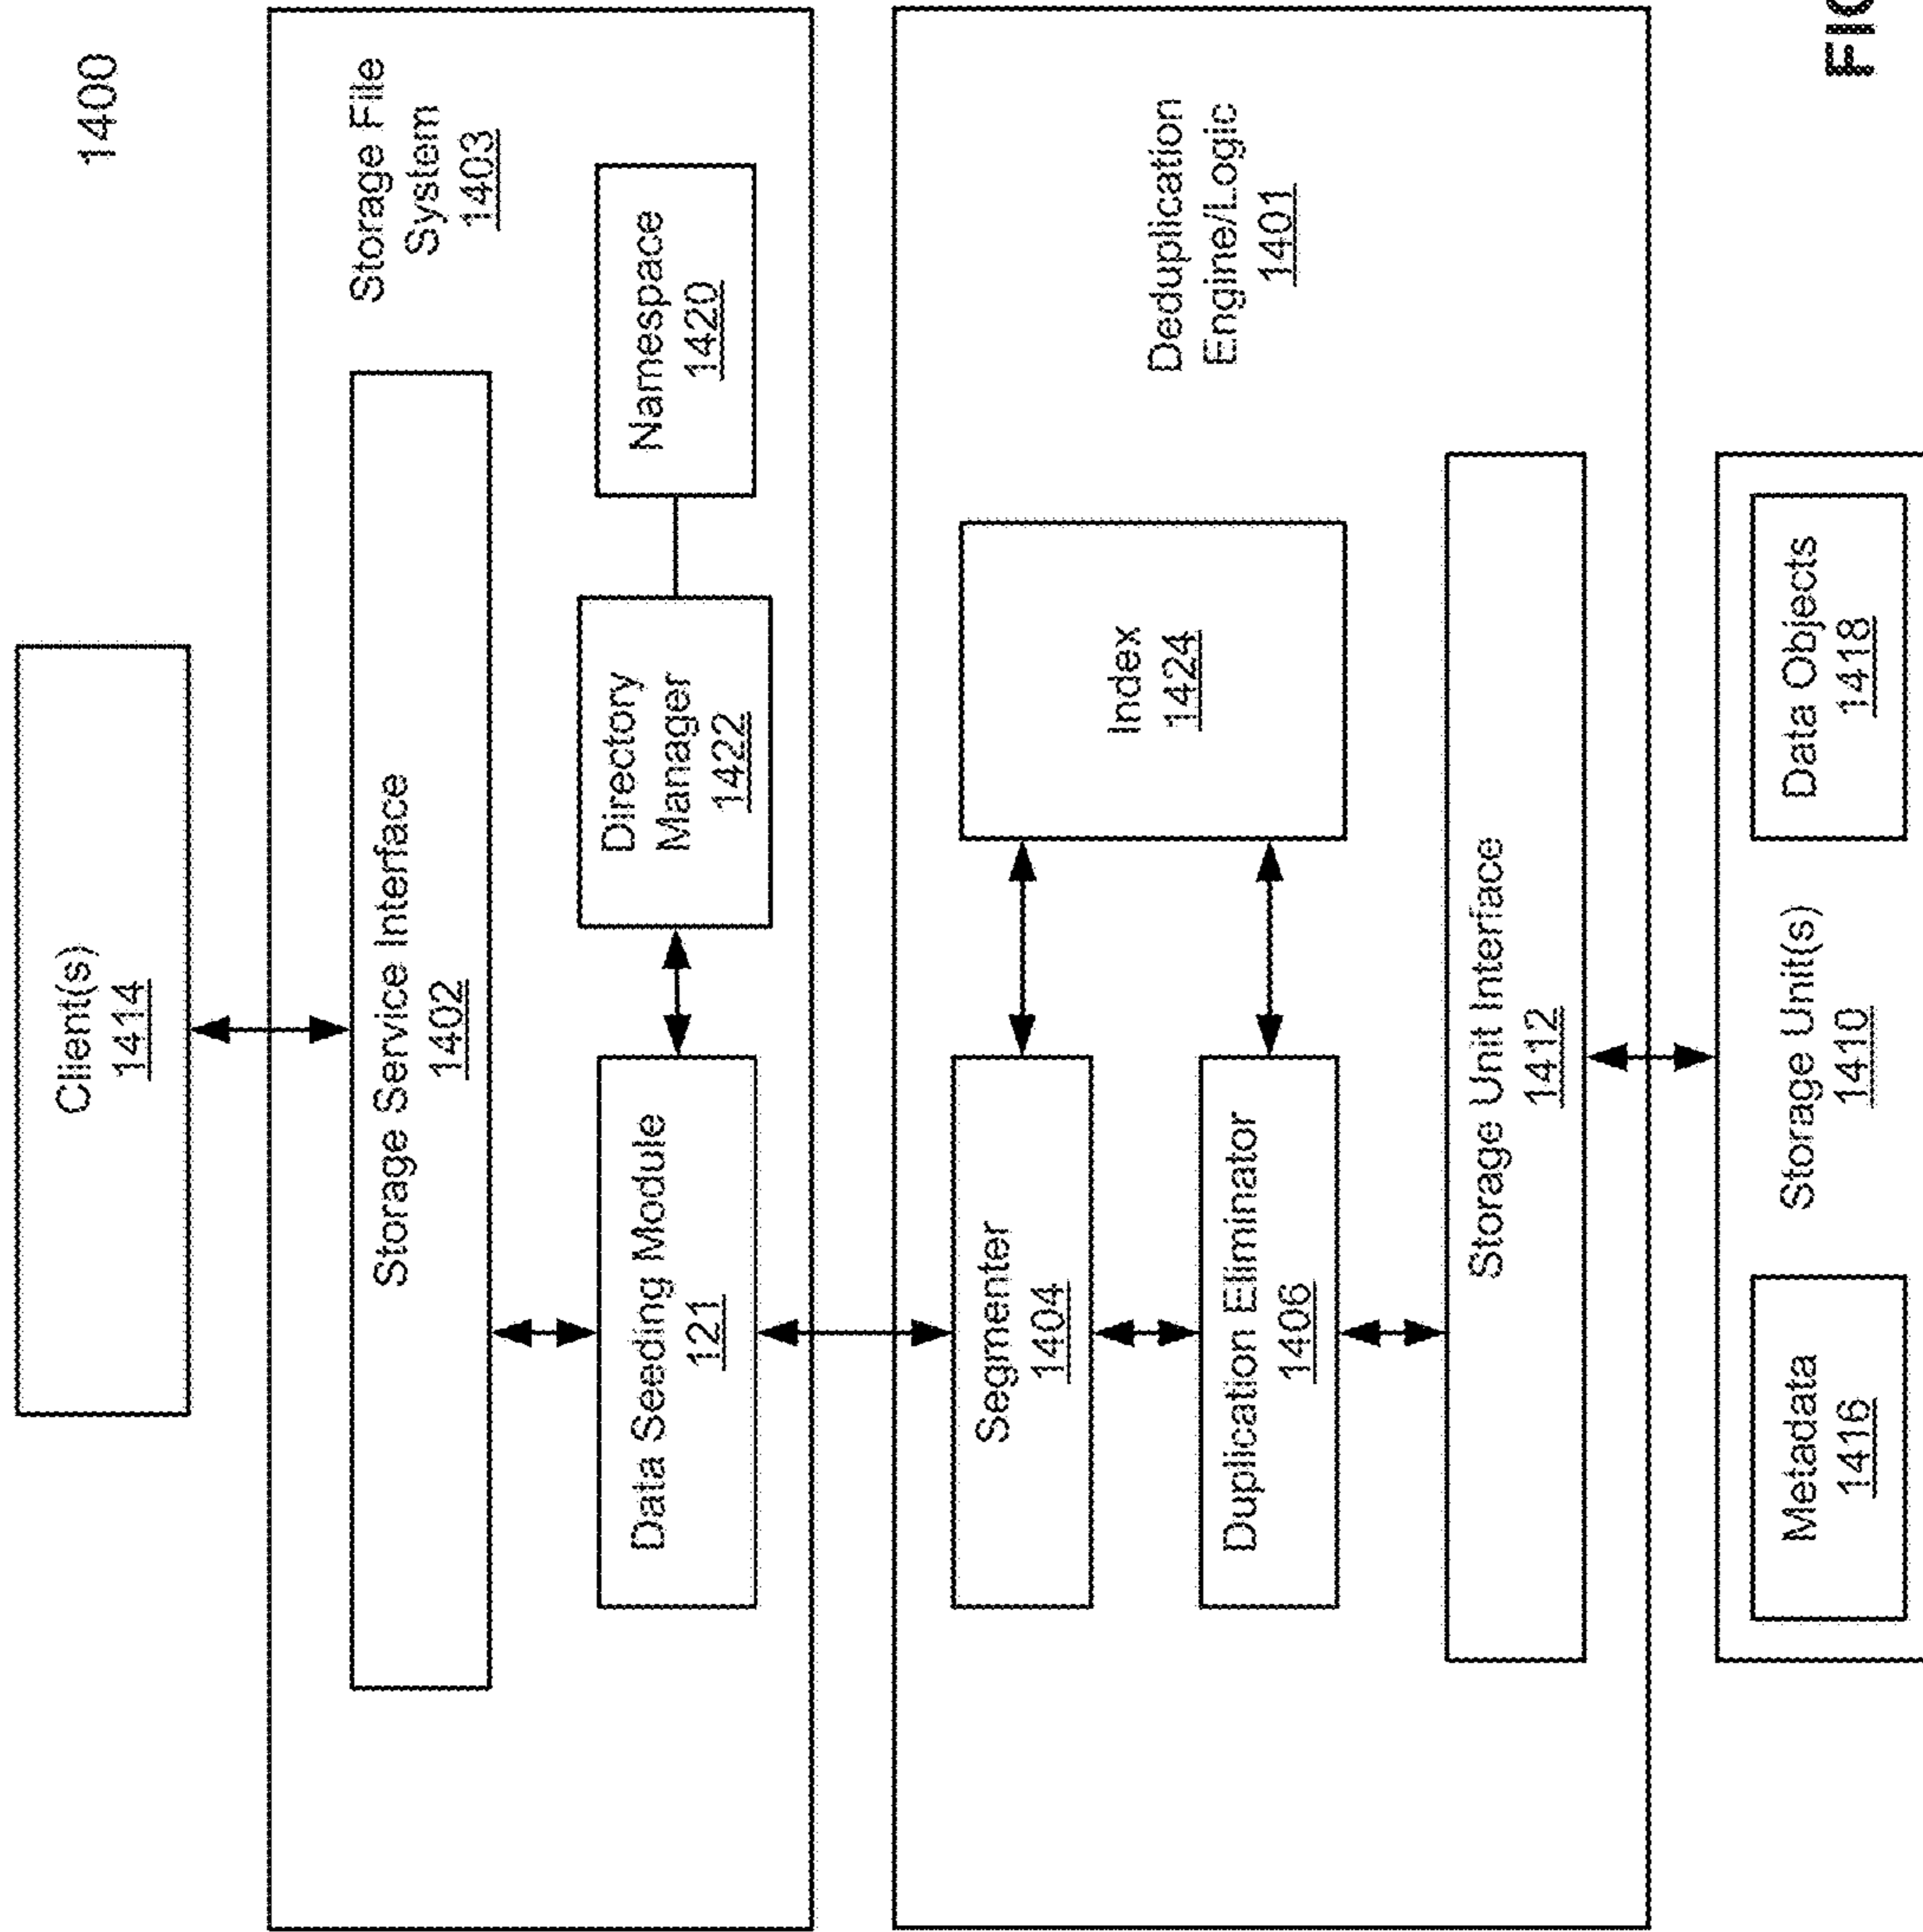 1400
Client(s)
1414
Storage Service Interface
1402
Storage File
System
1403
Data Seeding Module
121
Directory
Manager
1422
Namespace
1420
Segmenter
1404
Index
1424
Deduplication
Engine/Logic
1401
Duplication Eliminator
1406
Storage Unit Interface
1412
Metadata
1416
Storage Unit(s)
1410
Data Objects
1418